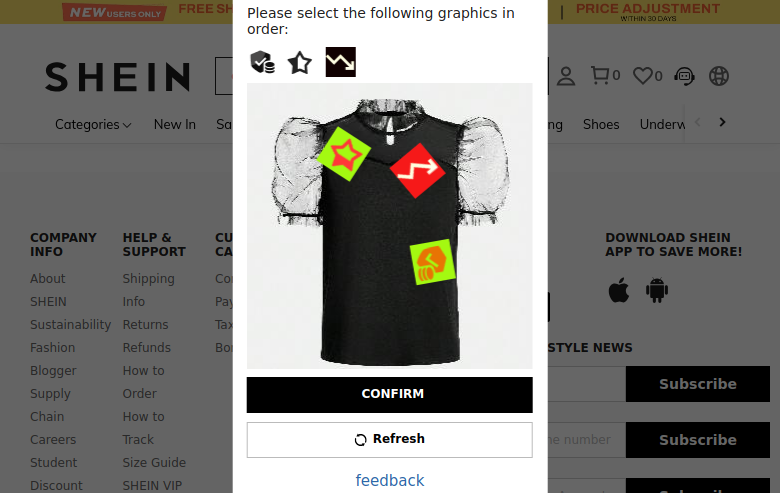 Please select the following graphics in
order:
NEW USERS ONLY
FREE SH
PRICE ADJUSTMENT
WITHIN 30 DAYS
SHEIN
0
0
Categories
New In
Sa
ng
Shoes
Underw
COMPANY
INFO
About
SHEIN
Sustainability
Fashion
Blogger
Supply
Chain
Careers
Student
Discount
HELP &
SUPPORT
Shipping
Info
Returns
Refunds
How to
Order
How to
Track
Size Guide
SHEIN VIP
CU
CA
Co
Pay
Tax
Bo
DOWNLOAD SHEIN
APP TO SAVE MORE!
STYLE NEWS
Subscribe
ne number
Subscribe
Subscribe
CONFIRM
Refresh
feedback